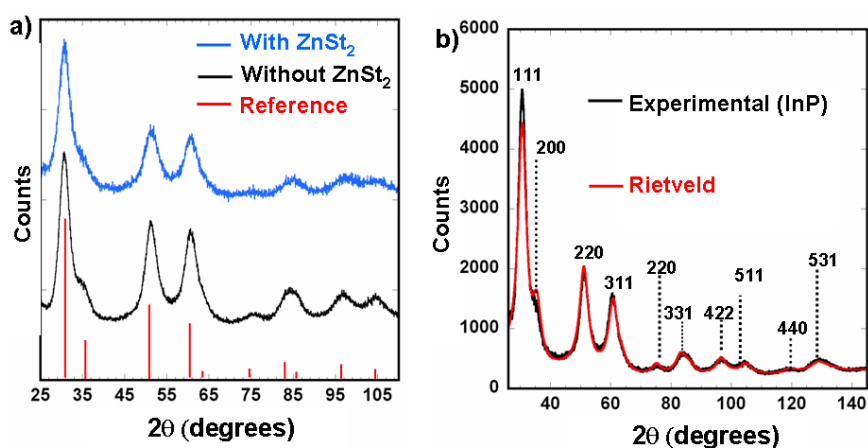 a)
With ZnSt₂
Without ZnSt₂
Reference
Counts
25 35 45 55 65 75 85 95 105
2θ (degrees)
b)
6000
5000
4000
3000
2000
1000
0
Counts
111
200
220
311
220
331
422
511
440
531
Experimental (InP)
Rietveld
40 60 80 100 120 140
2θ (degrees)